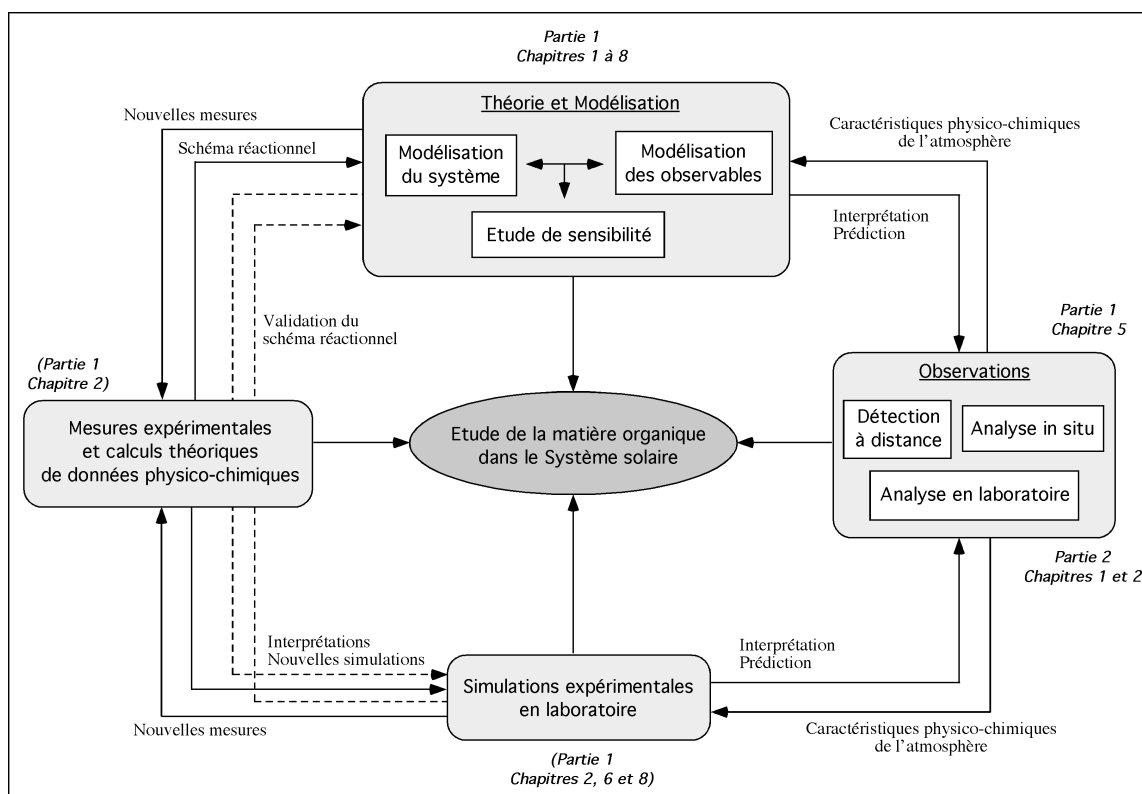 Partie 1
Chapitres 1 à 8
Théorie et Modélisation
Modélisation
du système
Modélisation
des observables
Etude de sensibilité
Nouvelles mesures
Schéma réactionnel
Caractéristiques physico-chimiques
de l'atmosphère
Interprétation
Prédiction
Validation du
schéma réactionnel
(Partie 1
Chapitre 2)
Mesures expérimentales
et calculs théoriques
de données physico-chimiques
Etude de la matière organique
dans le Système solaire
Partie 1
Chapitre 5
Observations
Détection
à distance
Analyse in situ
Analyse en laboratoire
Partie 2
Chapitres 1 et 2
Interprétations
Nouvelles simulations
Interprétation
Prédiction
Simulations expérimentales
en laboratoire
Nouvelles mesures
Caractéristiques physico-chimiques
de l'atmosphère
(Partie 1
Chapitres 2, 6 et 8)